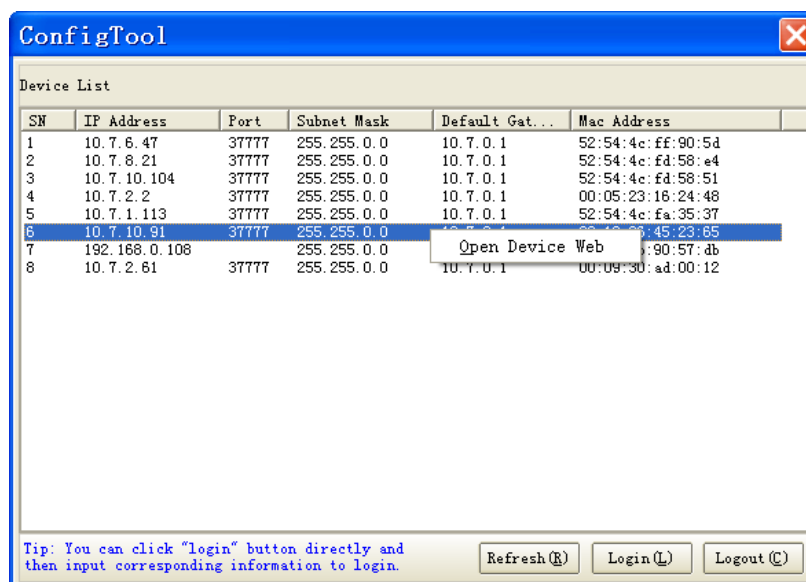 ConfigTool
Device List
SN IP Address Port Subnet Mask Default Gat... Mac Address
1 10.7.6.47 37777 255.255.0.0 10.7.0.1 52:54:4c:ff:90:5d
2 10.7.8.21 37777 255.255.0.0 10.7.0.1 52:54:4c:fd:58:e4
3 10.7.10.104 37777 255.255.0.0 10.7.0.1 52:54:4c:fd:58:51
4 10.7.2.2 37777 255.255.0.0 10.7.0.1 00:05:23:16:24:48
5 10.7.1.113 37777 255.255.0.0 10.7.0.1 52:54:4c:fa:35:37
6 10.7.10.91 37777 255.255.0.0 :45:23:65
Open Device Web
7 192.168.0.108 255.255.0.0 :90:57:db
8 10.7.2.61 37777 255.255.0.0 10.7.0.1 00:09:30:ad:00:12
Tip: You can click "login" button directly and
then input corresponding information to login.
Refresh(R) Login(L) Logout(C)